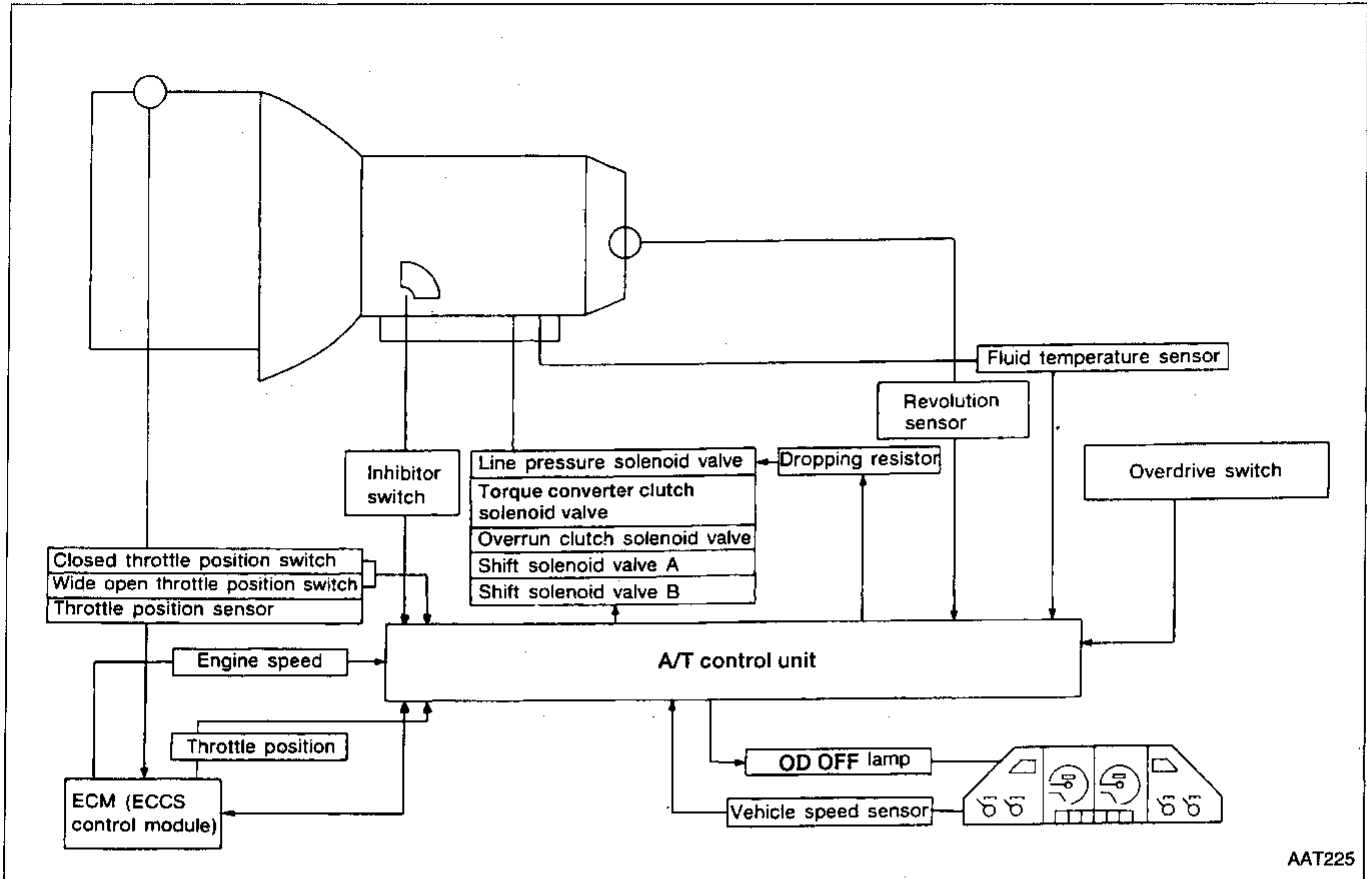 Fluid temperature sensor
Revolution
sensor
Inhibitor
switch
Line pressure solenoid valve
Dropping resistor
Torque converter clutch
solenoid valve
Overrun clutch solenoid valve
Shift solenoid valve A
Shift solenoid valve B
Overdrive switch
Closed throttle position switch
Wide open throttle position switch
Throttle position sensor
Engine speed
A/T control unit
Throttle position
OD OFF lamp
ECM (ECCS
control module)
Vehicle speed sensor
AAT225